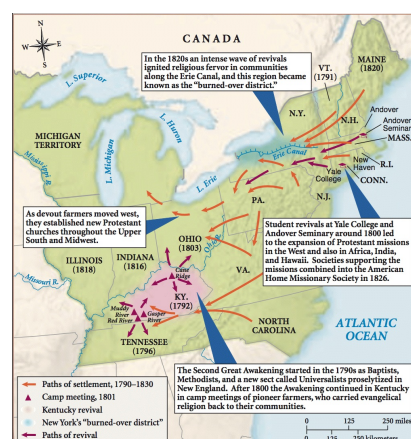 N
W
E
S
CANADA
In the 1820s an intense wave of revivals
ignited religious fervor in communities
along the Erie Canal, and this region became
known as the “burned-over district.”
VT.
(1791)
MAINE
(1820)
L. Superior
L. Huron
L. Michigan
MICHIGAN
TERRITORY
Mississippi R.
N.Y.
N.H.
Andover
Andover
Seminar
MASS.
Erie Canal
New
Haven
R.I.
Yale
College
CONN.
L. Erie
PA.
N.J.
As devout farmers moved west,
they established new Protestant
churches throughout the Upper
South and Midwest.
Student revivals at Yale College and
Andover Seminary around 1800 led
to the expansion of Protestant missions
in the West and also in Africa, India,
and Hawaii. Societies supporting the
missions combined into the American
Home Missionary Society in 1826.
OHIO
(1803)
Ohio R.
ILLINOIS
(1818)
INDIANA
(1816)
Cane
Ridge
VA.
Missouri R.
KY.
(1792)
Muddy
River
Red River
Gasper
River
NORTH
CAROLINA
TENNESSEE
(1796)
ATLANTIC
OCEAN
The Second Great Awakening started in the 1790s as Baptists,
Methodists, and a new sect called Universalists proselytized in
New England. After 1800 the Awakening continued in Kentucky
in camp meetings of pioneer farmers, who carried evangelical
religion back to their communities.
Paths of settlement, 1790–1830
Camp meeting, 1801
Kentucky revival
New York's “burned-over district”
Paths of revival
0 125 250 miles
0 125 250 kilometers